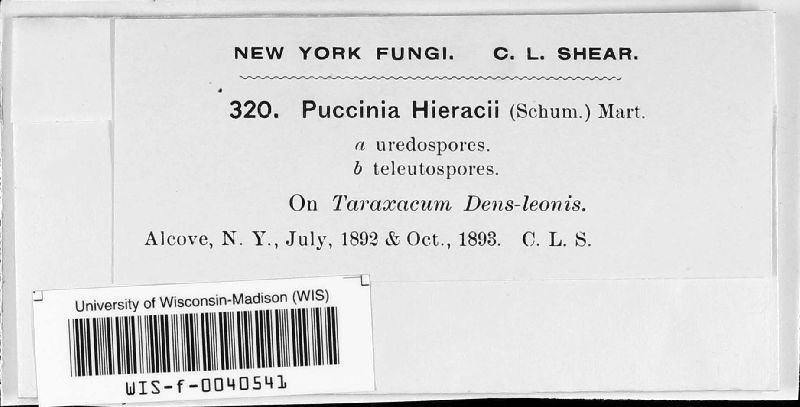 NEW YORK FUNGI. C. L. SHEAR.
320. Puccinia Hieracii (Schum.) Mart.
a uredospores.
b teleutospores.
On Taraxacum Dens-leonis.
Alcove, N. Y., July, 1892 & Oct., 1893. C. L. S.
University of Wisconsin-Madison (WIS)
WIS-f-0040541